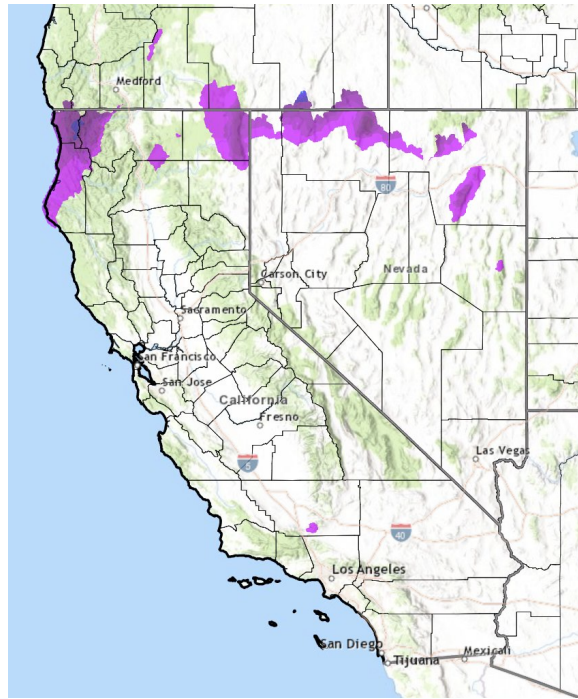 Medford
80
Carson City
Nevada
Sacramento
San Francisco
San Jose
California
Fresno
Las Vegas
5
40
Los Angeles
San Diego
Mexicali
Tijuana